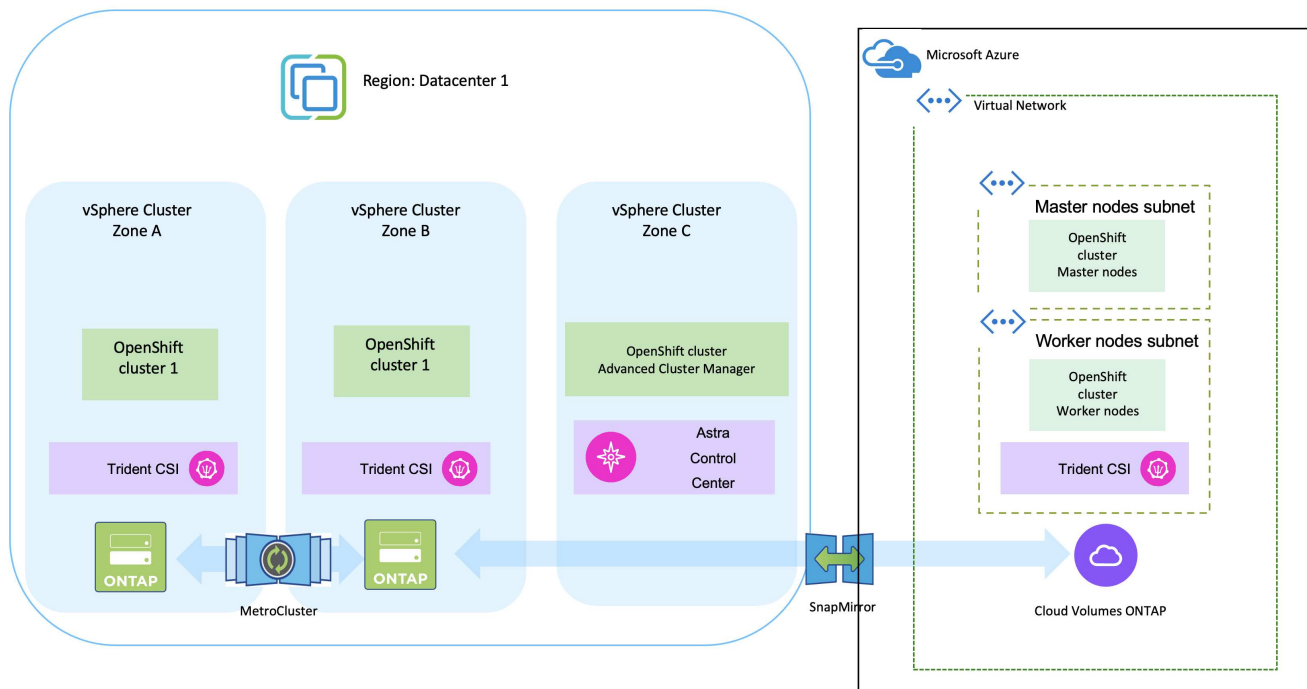 Region: Datacenter 1
vSphere Cluster
Zone A
OpenShift
cluster 1
Trident CSI
ONTAP
MetroCluster
vSphere Cluster
Zone B
OpenShift
cluster 1
Trident CSI
ONTAP
vSphere Cluster
Zone C
OpenShift cluster
Advanced Cluster Manager
Astra
Control
Center
SnapMirror
Microsoft Azure
Virtual Network
Master nodes subnet
OpenShift
cluster
Master nodes
Worker nodes subnet
OpenShift
cluster
Worker nodes
Trident CSI
Cloud Volumes ONTAP